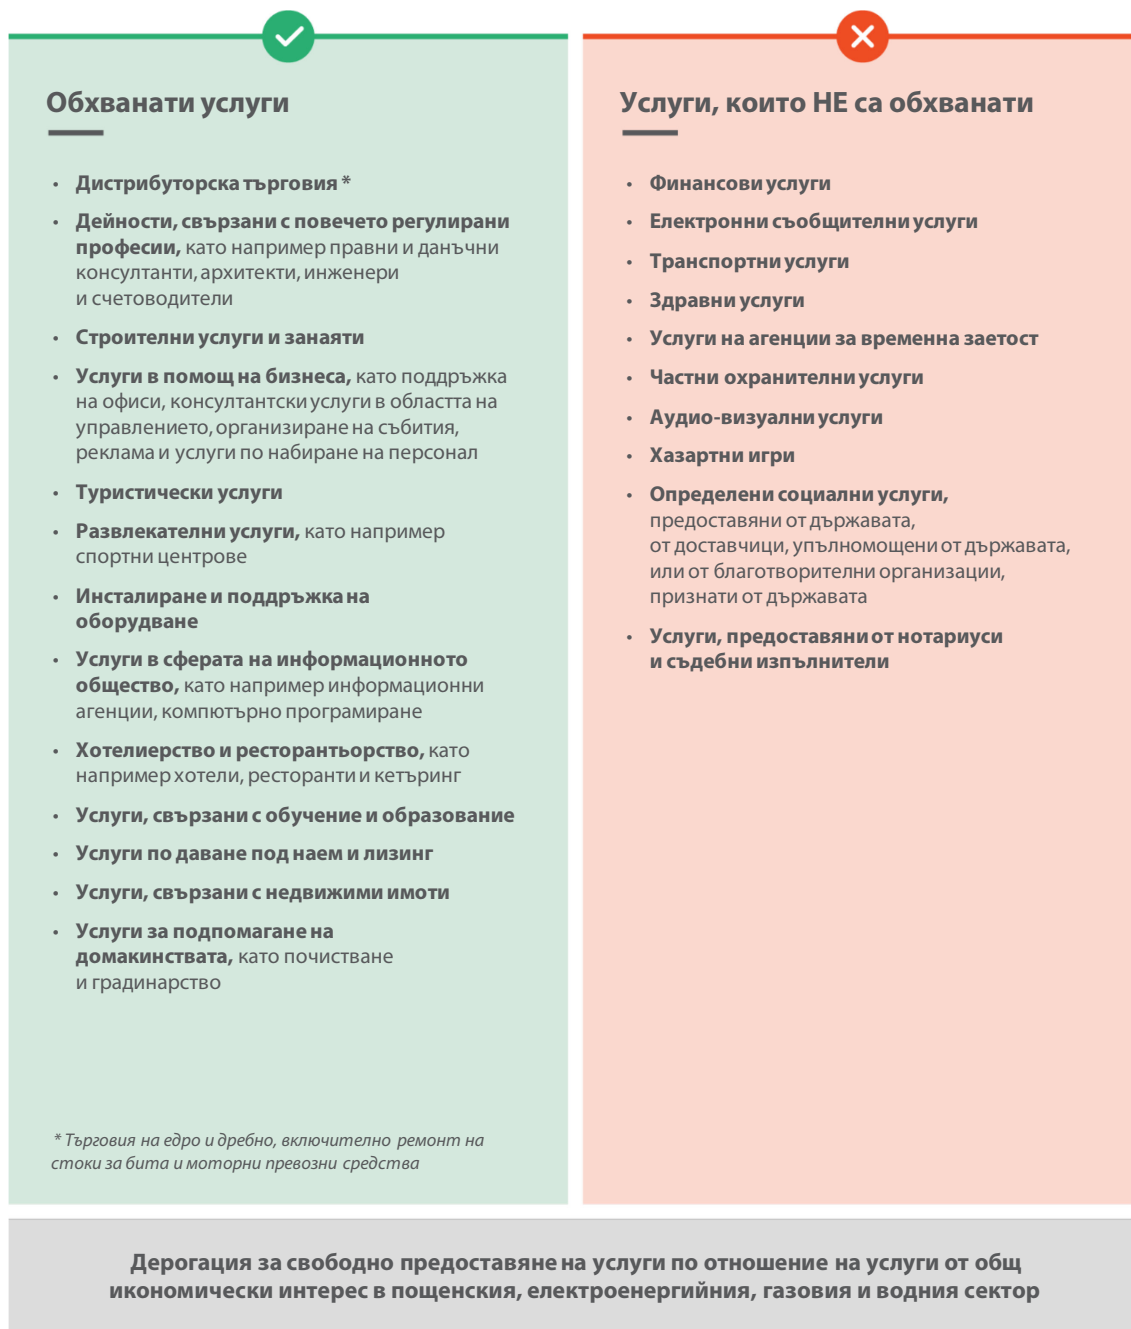 Обхванати услуги
• Дистрибуторска търговия *
• Дейности, свързани с повечето регулирани
професии, като например правни и данъчни
консултанти, архитекти, инженери
и счетоводители
• Строителни услуги и занаяти
• Услуги в помощ на бизнеса, като поддръжка
на офиси, консултантски услуги в областта на
управлението, организиране на събития,
реклама и услуги по набиране на персонал
• Туристически услуги
• Развлекателни услуги, като например
спортни центрове
• Инсталиране и поддръжка на
оборудване
• Услуги в сферата на информационното
общество, като например информационни
агенции, компютърно програмиране
• Хотелиерство и ресторантьорство, като
например хотели, ресторанти и кетъринг
• Услуги, свързани с обучение и образование
• Услуги по даване под наем и лизинг
• Услуги, свързани с недвижими имоти
• Услуги за подпомагане на
домакинствата, като почистване
и градинарство
* Търговия на едро и дребно, включително ремонт на
стоки за бита и моторни превозни средства
Услуги, които НЕ са обхванати
• Финансови услуги
• Електронни съобщителни услуги
• Транспортни услуги
• Здравни услуги
• Услуги на агенции за временна заетост
• Частни охранителни услуги
• Аудио-визуални услуги
• Хазартни игри
• Определени социални услуги,
предоставяни от държавата,
от доставчици, упълномощени от държавата,
или от благотворителни организации,
признати от държавата
• Услуги, предоставяни от нотариуси
и съдебни изпълнители
Дерогация за свободно предоставяне на услуги по отношение на услуги от общ
икономически интерес в пощенския, електроенергийния, газовия и водния сектор